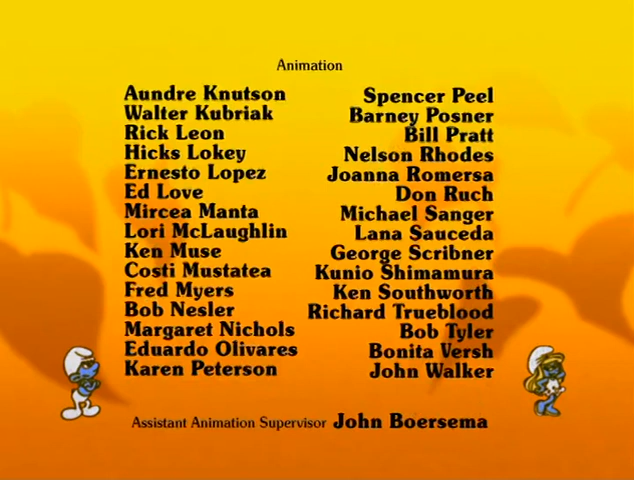 Animation
Aundre Knutson
Walter Kubriak
Rick Leon
Hicks Lokey
Ernesto Lopez
Ed Love
Mircea Manta
Lori McLaughlin
Ken Muse
Costi Mustatea
Fred Myers
Bob Nesler
Margaret Nichols
Eduardo Olivares
Karen Peterson
Spencer Peel
Barney Posner
Bill Pratt
Nelson Rhodes
Joanna Romersa
Don Ruch
Michael Sanger
Lana Sauceda
George Scribner
Kunio Shimamura
Ken Southworth
Richard Trueblood
Bob Tyler
Bonita Versh
John Walker
Assistant Animation Supervisor John Boersema